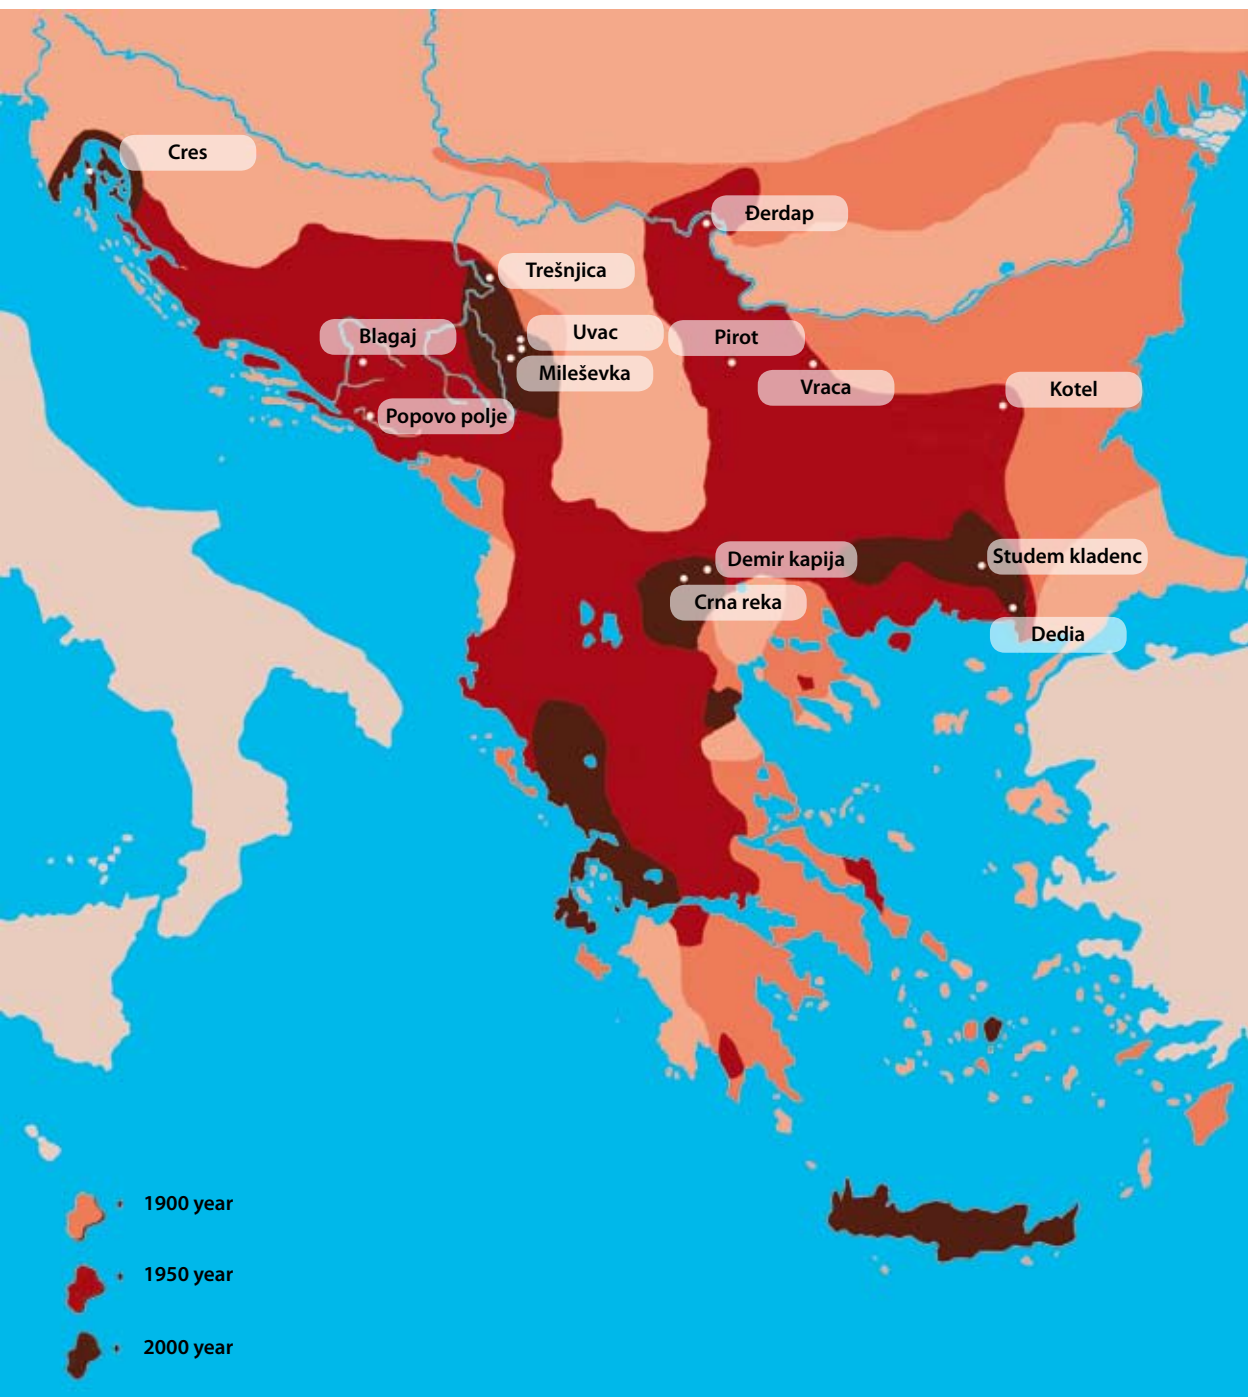 Cres
Đerdap
Trešnjica
Uvac
Blagaj
Pirot
Mileševka
Vraca
Kotel
Popovo polje
Demir kapija
Studem kladenc
Crna reka
Dedia
1900 year
1950 year
2000 year